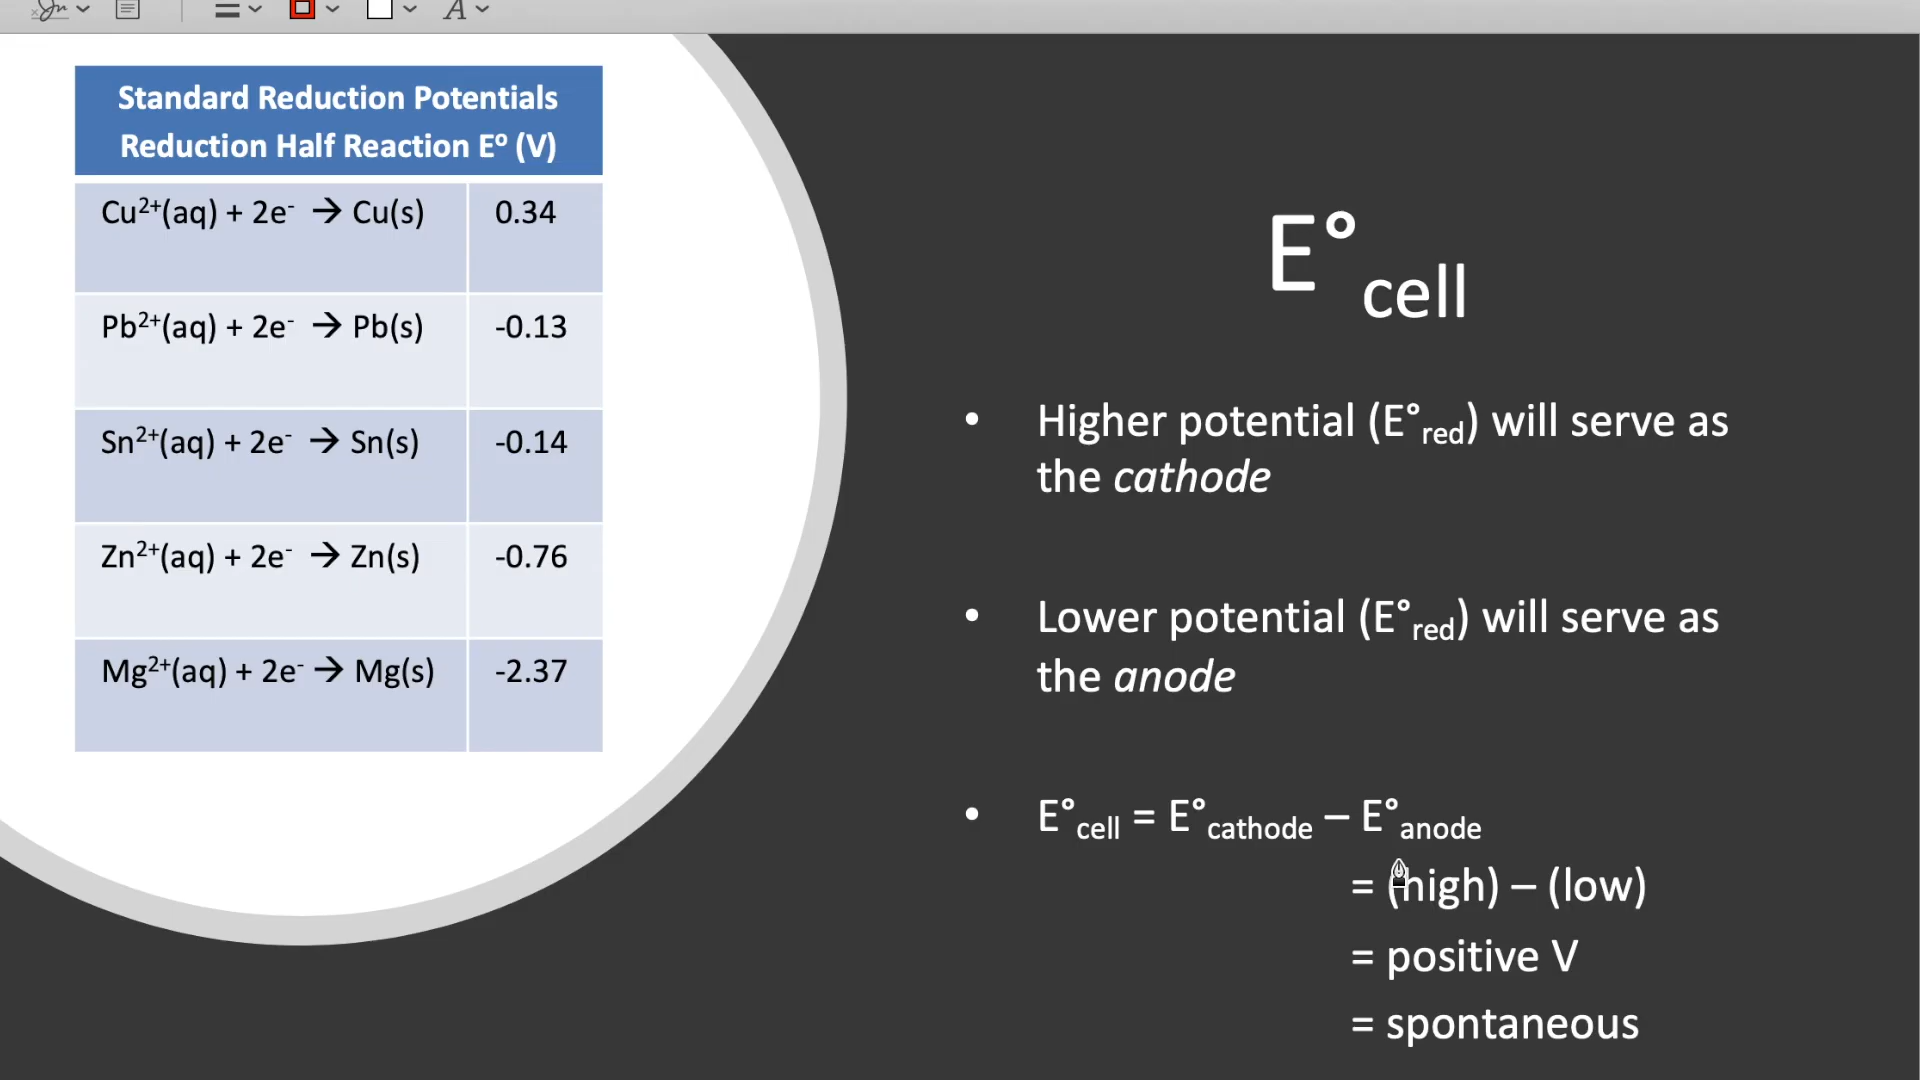 Standard Reduction Potentials
Reduction Half Reaction Eº (V)
Cu²⁺(aq) + 2e⁻ → Cu(s) 0.34
Pb²⁺(aq) + 2e⁻ → Pb(s) -0.13
Sn²⁺(aq) + 2e⁻ → Sn(s) -0.14
Zn²⁺(aq) + 2e⁻ → Zn(s) -0.76
Mg²⁺(aq) + 2e⁻ → Mg(s) -2.37
E°cell
• Higher potential (E°red) will serve as
the cathode
• Lower potential (E°red) will serve as
the anode
• E°cell = E°cathode – E°anode
= (high) – (low)
= positive V
= spontaneous